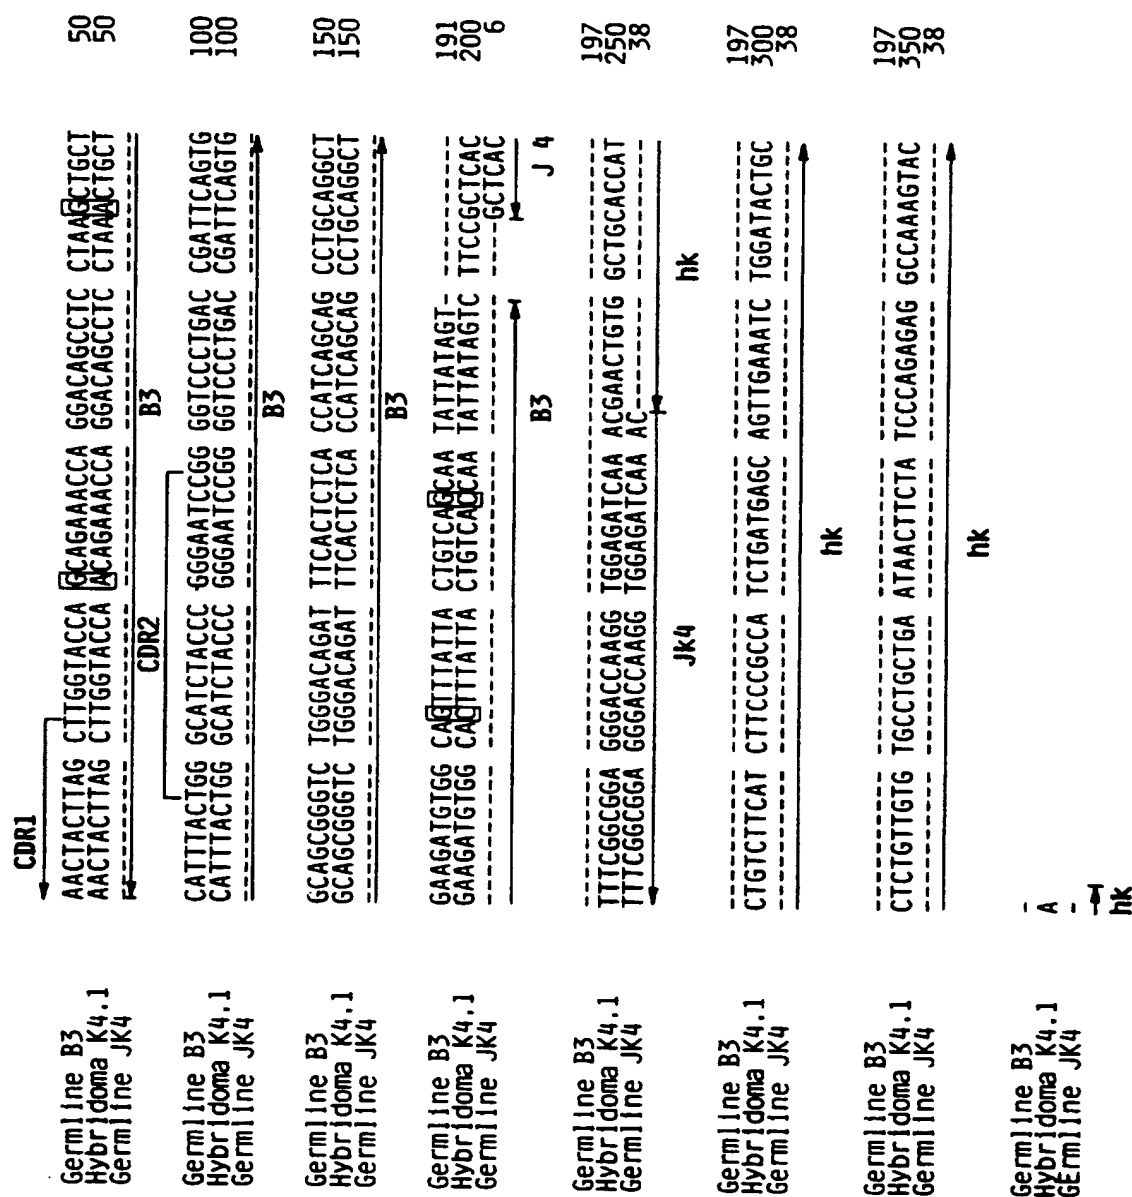 CDR1
Germline B3 AACTACTTAG CTTGGTACCA GCAGAAACCA GGACAGCCTC CTAAGCTGCT 50
Hybridoma K4.1 AACTACTTAG CTTGGTACCA ACAGAAACCA GGACAGCCTC CTAAACTGCT 50
Germline JK4 ---------- ---------- ---------- ---------- ----------
B3
CDR2
Germline B3 CATTTACTGG GCATCTACCC GGGAATCCGG GGTCCCTGAC CGATTCAGTG 100
Hybridoma K4.1 CATTTACTGG GCATCTACCC GGGAATCCGG GGTCCCTGAC CGATTCAGTG 100
Germline JK4 ---------- ---------- ---------- ---------- ----------
B3
Germline B3 GCAGCGGGTC TGGGACAGAT TTCACTCTCA CCATCAGCAG CCTGCAGGCT 150
Hybridoma K4.1 GCAGCGGGTC TGGGACAGAT TTCACTCTCA CCATCAGCAG CCTGCAGGCT 150
Germline JK4 ---------- ---------- ---------- ---------- ----------
B3
Germline B3 GAAGATGTGG CAGTTTATTA CTGTCAGCAA TATTATAGT- ---------- 191
Hybridoma K4.1 GAAGATGTGG CACTTTATTA CTGTCACCAA TATTATAGTC TTCCGCTCAC 200
Germline JK4 ---------- ---------- ---------- ---------- ----GCTCAC 6
B3 J 4
Germline B3 ---------- ---------- ---------- ---------- ---------- 197
Hybridoma K4.1 TTTCGGCGGA GGGACCAAGG TGGAGATCAA ACGAACTGTG GCTGCACCAT 250
Germline JK4 TTTCGGCGGA GGGACCAAGG TGGAGATCAA AC-------- ---------- 38
Jk4 hk
Germline B3 ---------- ---------- ---------- ---------- ---------- 197
Hybridoma K4.1 CTGTCTTCAT CTTCCCGCCA TCTGATGAGC AGTTGAAATC TGGATACTGC 300
Germline JK4 ---------- ---------- ---------- ---------- ---------- 38
hk
Germline B3 ---------- ---------- ---------- ---------- ---------- 197
Hybridoma K4.1 CTCTGTTGTG TGCCTGCTGA ATAACTTCTA TCCCAGAGAG GCCAAAGTAC 350
Germline JK4 ---------- ---------- ---------- ---------- ---------- 38
hk
Germline B3 -
Hybridoma K4.1 A
GErmline JK4 -
hk